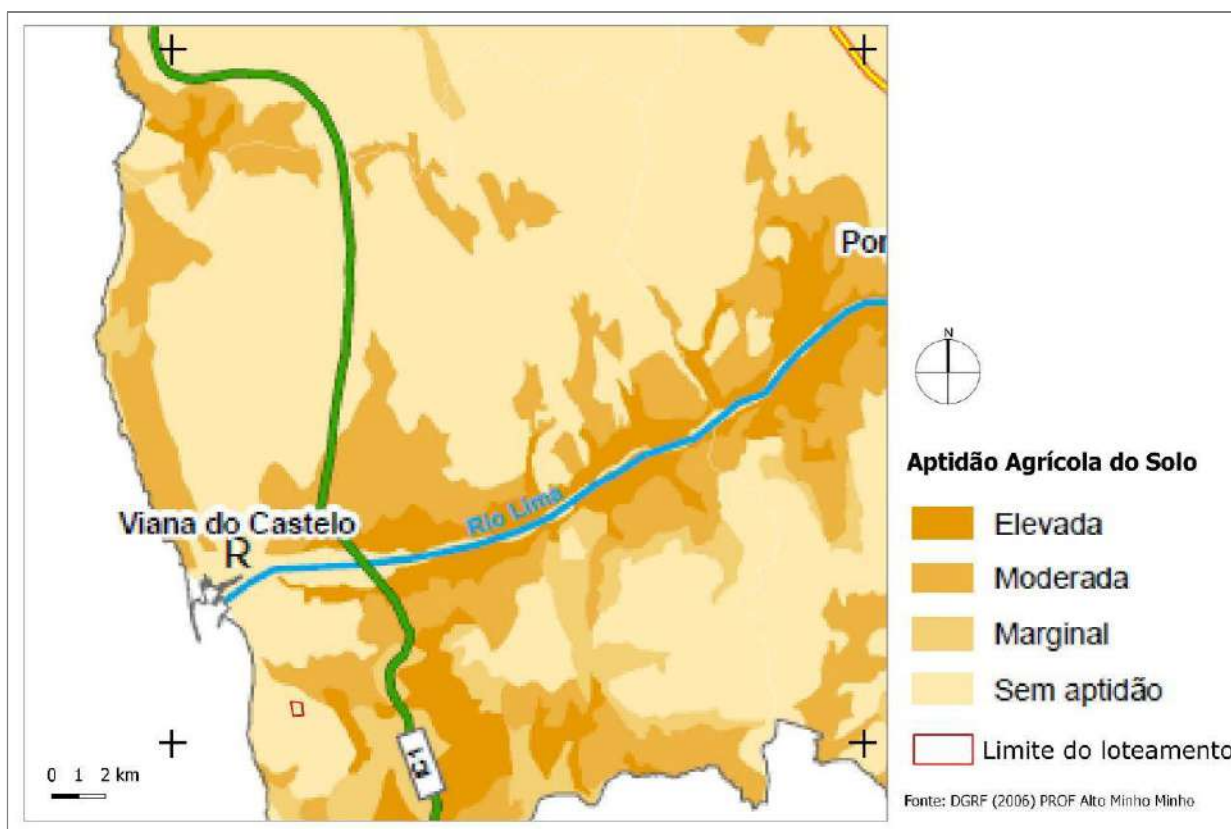 Por
Rio Lima
Viana do Castelo
R
0 1 2 km
N
Aptidão Agrícola do Solo
Elevada
Moderada
Marginal
Sem aptidão
Limite do loteamento
Fonte: DGRF (2006) PROF Alto Minho Minho